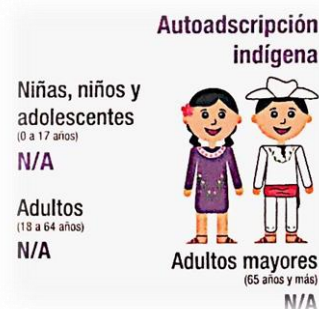 Autoadscripción
indígena
Niñas, niños y
adolescentes
(0 a 17 años)
N/A
Adultos
(18 a 64 años)
N/A
Adultos mayores
(65 años y más)
N/A